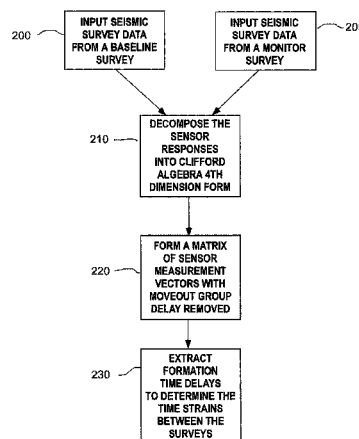 200
INPUT SEISMIC
SURVEY DATA
FROM A BASELINE
SURVEY
INPUT SEISMIC
SURVEY DATA
FROM A MONITOR
SURVEY
20
210
DECOMPOSE THE
SENSOR
RESPONSES
INTO CLIFFORD
ALGEBRA 4TH
DIMENSION FORM
220
FORM A MATRIX
OF SENSOR
MEASUREMENT
VECTORS WITH
MOVEOUT GROUP
DELAY REMOVED
230
EXTRACT
FORMATION
TIME DELAYS
TO DETERMINE THE
TIME STRAINS
BETWEEN THE
SURVEYS